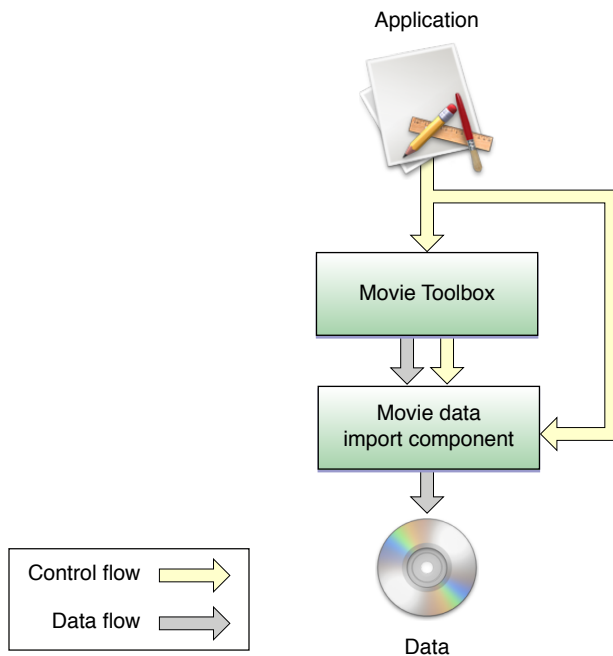 Application
Movie Toolbox
Movie data
import component
Control flow
Data flow
Data